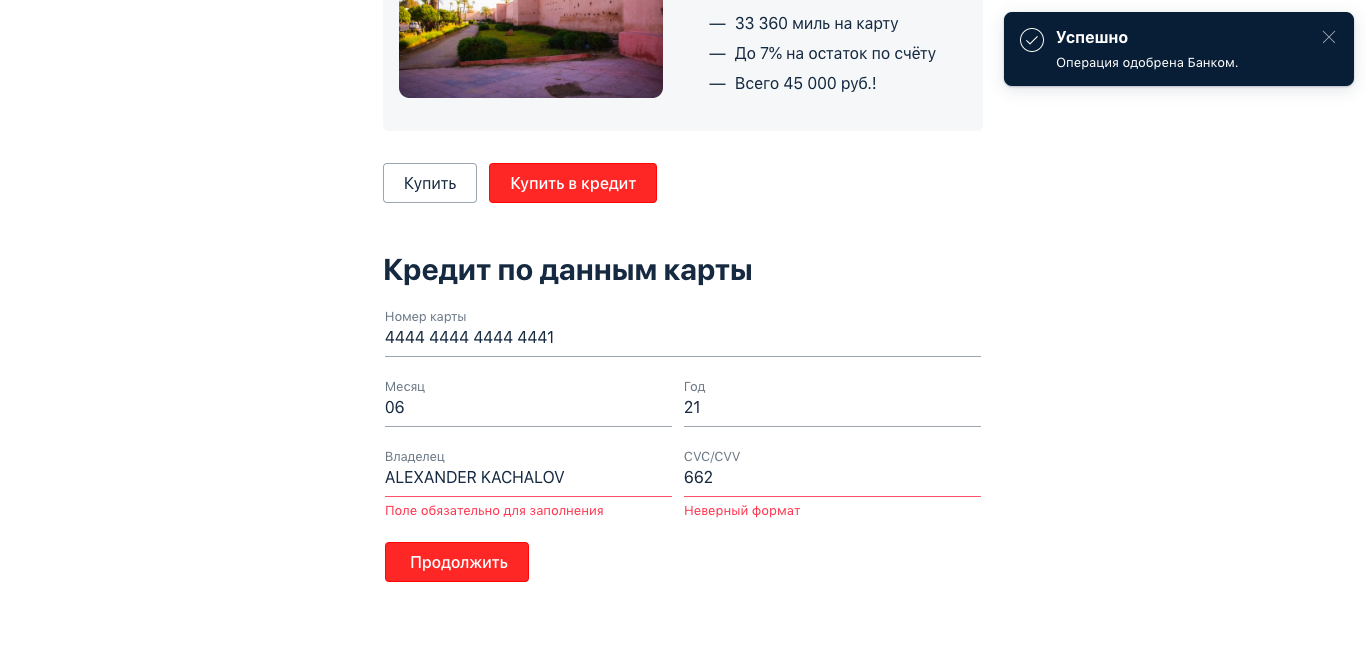 — 33 360 миль на карту
— До 7% на остаток по счёту
— Всего 45 000 руб.!
Успешно
Операция одобрена Банком.
Купить
Купить в кредит
Кредит по данным карты
Номер карты
4444 4444 4444 4441
Месяц
06
Год
21
Владелец
ALEXANDER KACHALOV
Поле обязательно для заполнения
CVC/CVV
662
Неверный формат
Продолжить